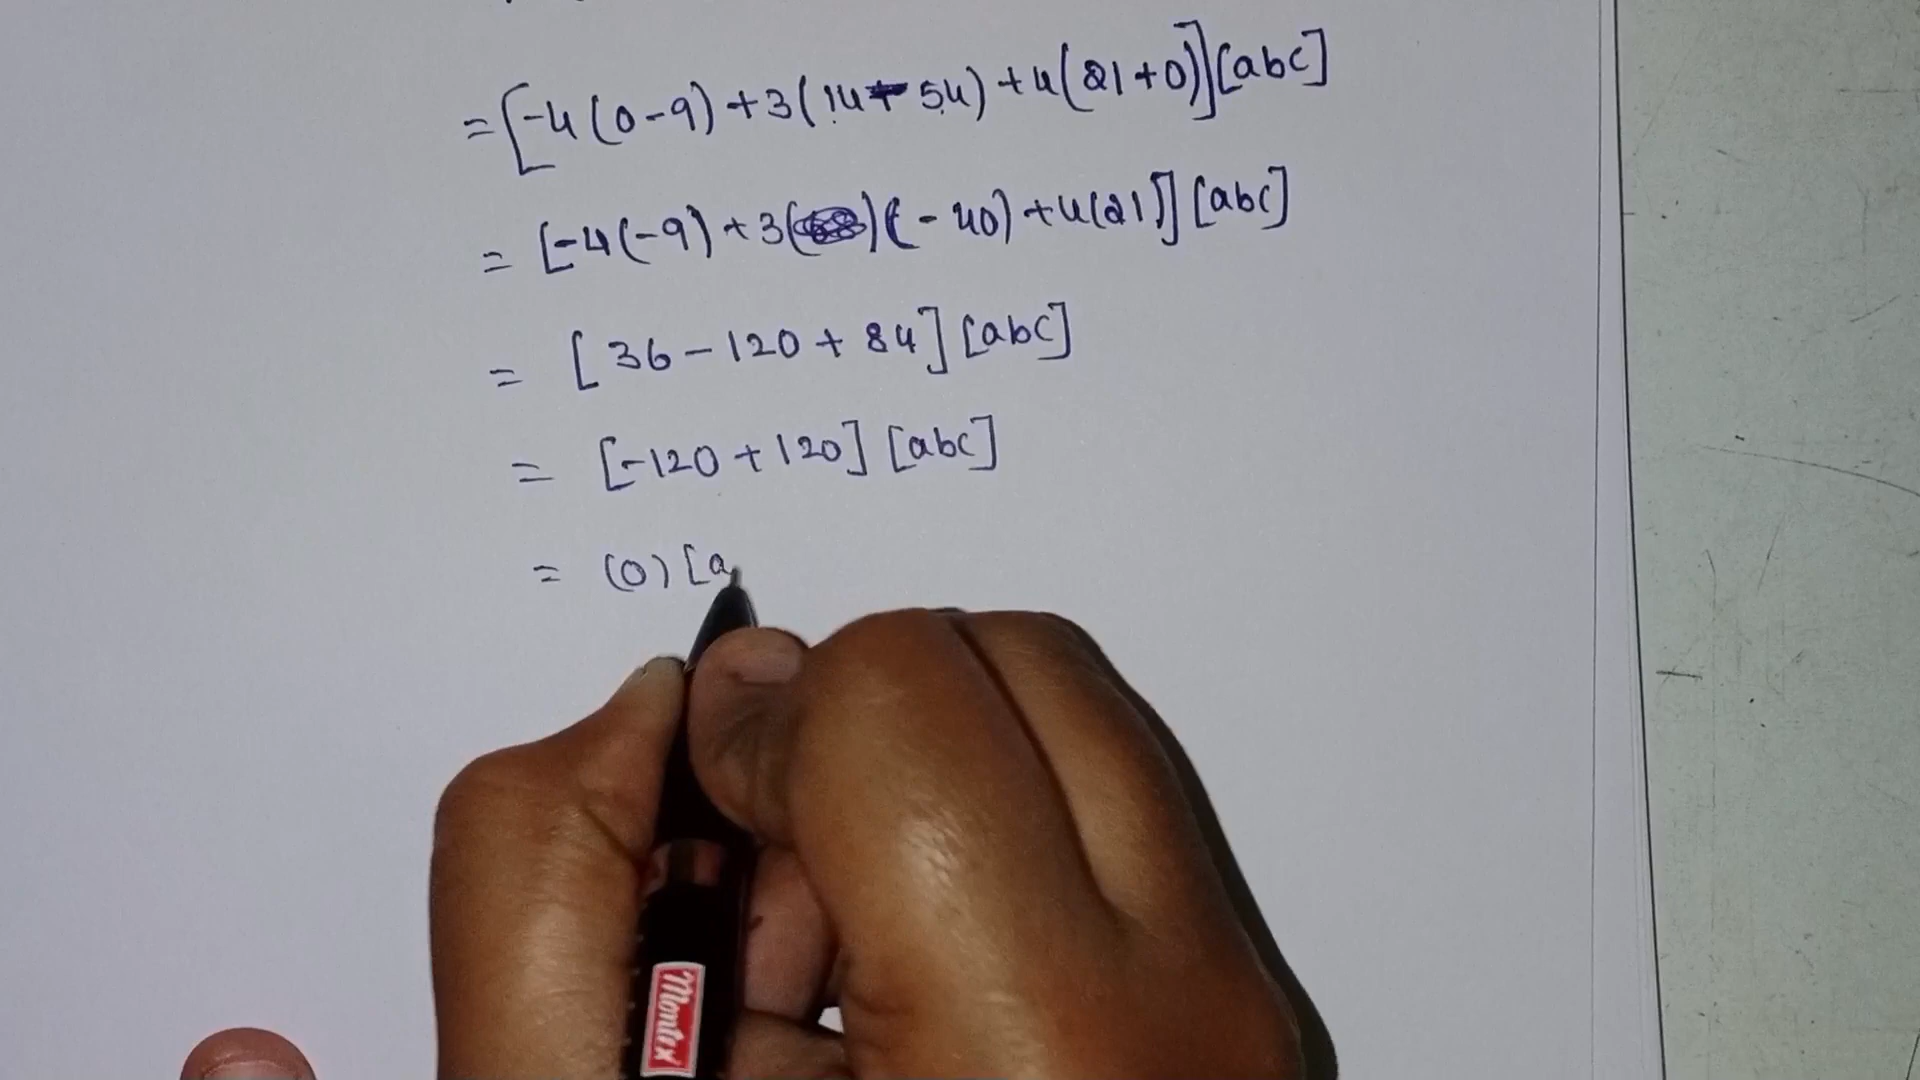 = [-4(0-9)+3(14-54)+4(21+0)][abc]
= [-4(-9)+3(-40)+4(21)][abc]
= [36-120+84][abc]
= [-120+120][abc]
= (0)[a
Montex